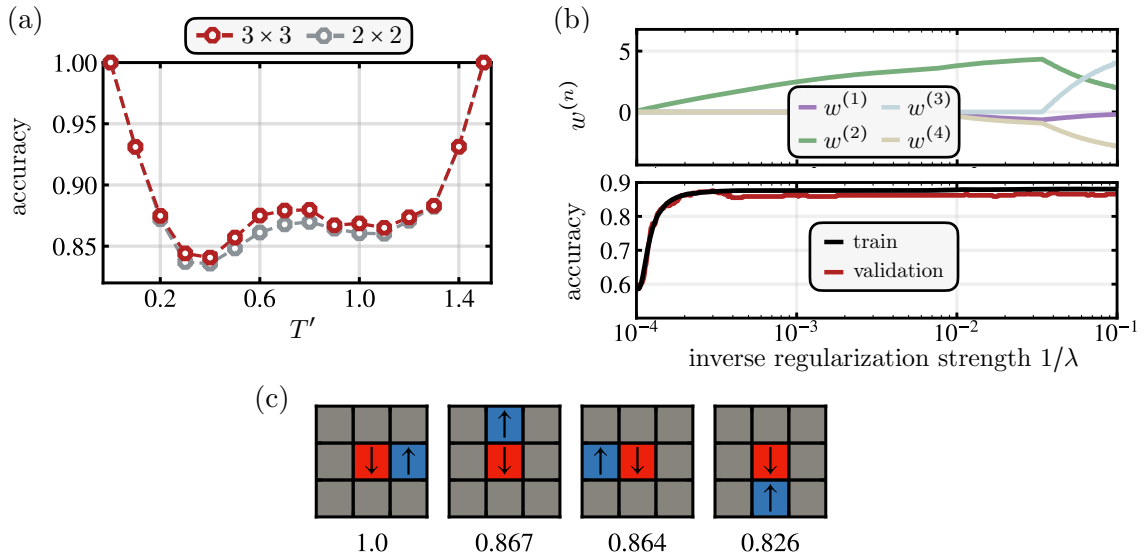 (a)
3 × 3 2 × 2
1.00
0.95
0.90
0.85
accuracy
0.2 0.6 1.0 1.4
T′
(b)
5
0
w^(n)
w^(1) w^(3)
w^(2) w^(4)
0.9
0.8
0.7
0.6
accuracy
train
validation
10^−4 10^−3 10^−2 10^−1
inverse regularization strength 1/λ
(c)
↓ ↑
↑
↓
↑ ↓
↓
↑
1.0 0.867 0.864 0.826